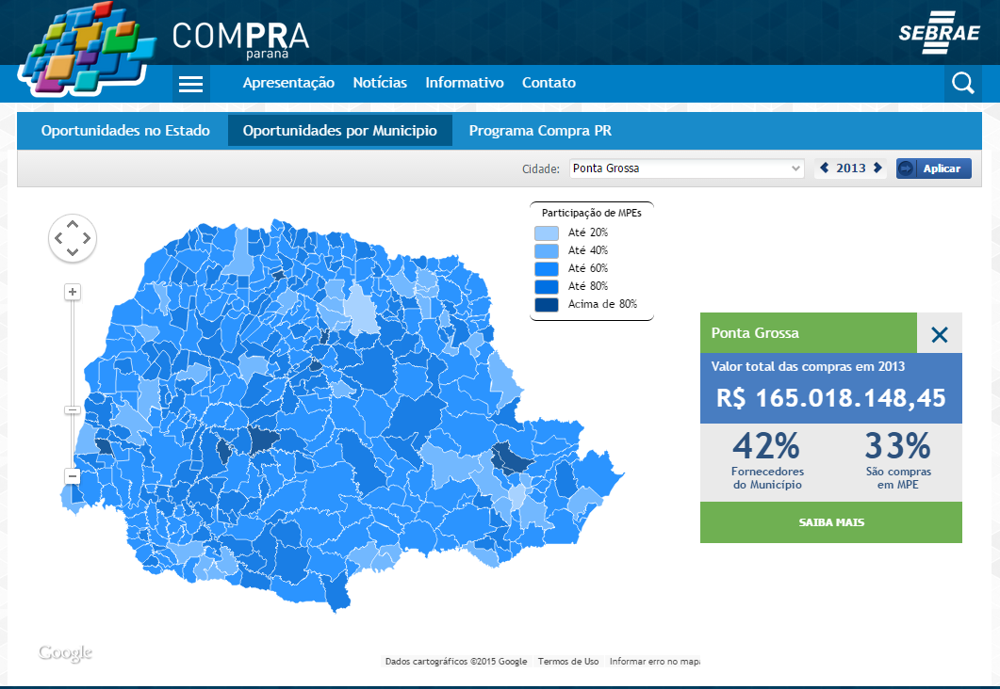 COMPRA
paraná
SEBRAE
Apresentação Notícias Informativo Contato
Oportunidades no Estado Oportunidades por Municipio Programa Compra PR
Cidade: Ponta Grossa 2013 Aplicar
Participação de MPEs
Até 20%
Até 40%
Até 60%
Até 80%
Acima de 80%
Ponta Grossa
Valor total das compras em 2013
R$ 165.018.148,45
42% 33%
Fornecedores São compras
do Município em MPE
SAIBA MAIS
Google
Dados cartográficos ©2015 Google Termos de Uso Informar erro no mapa